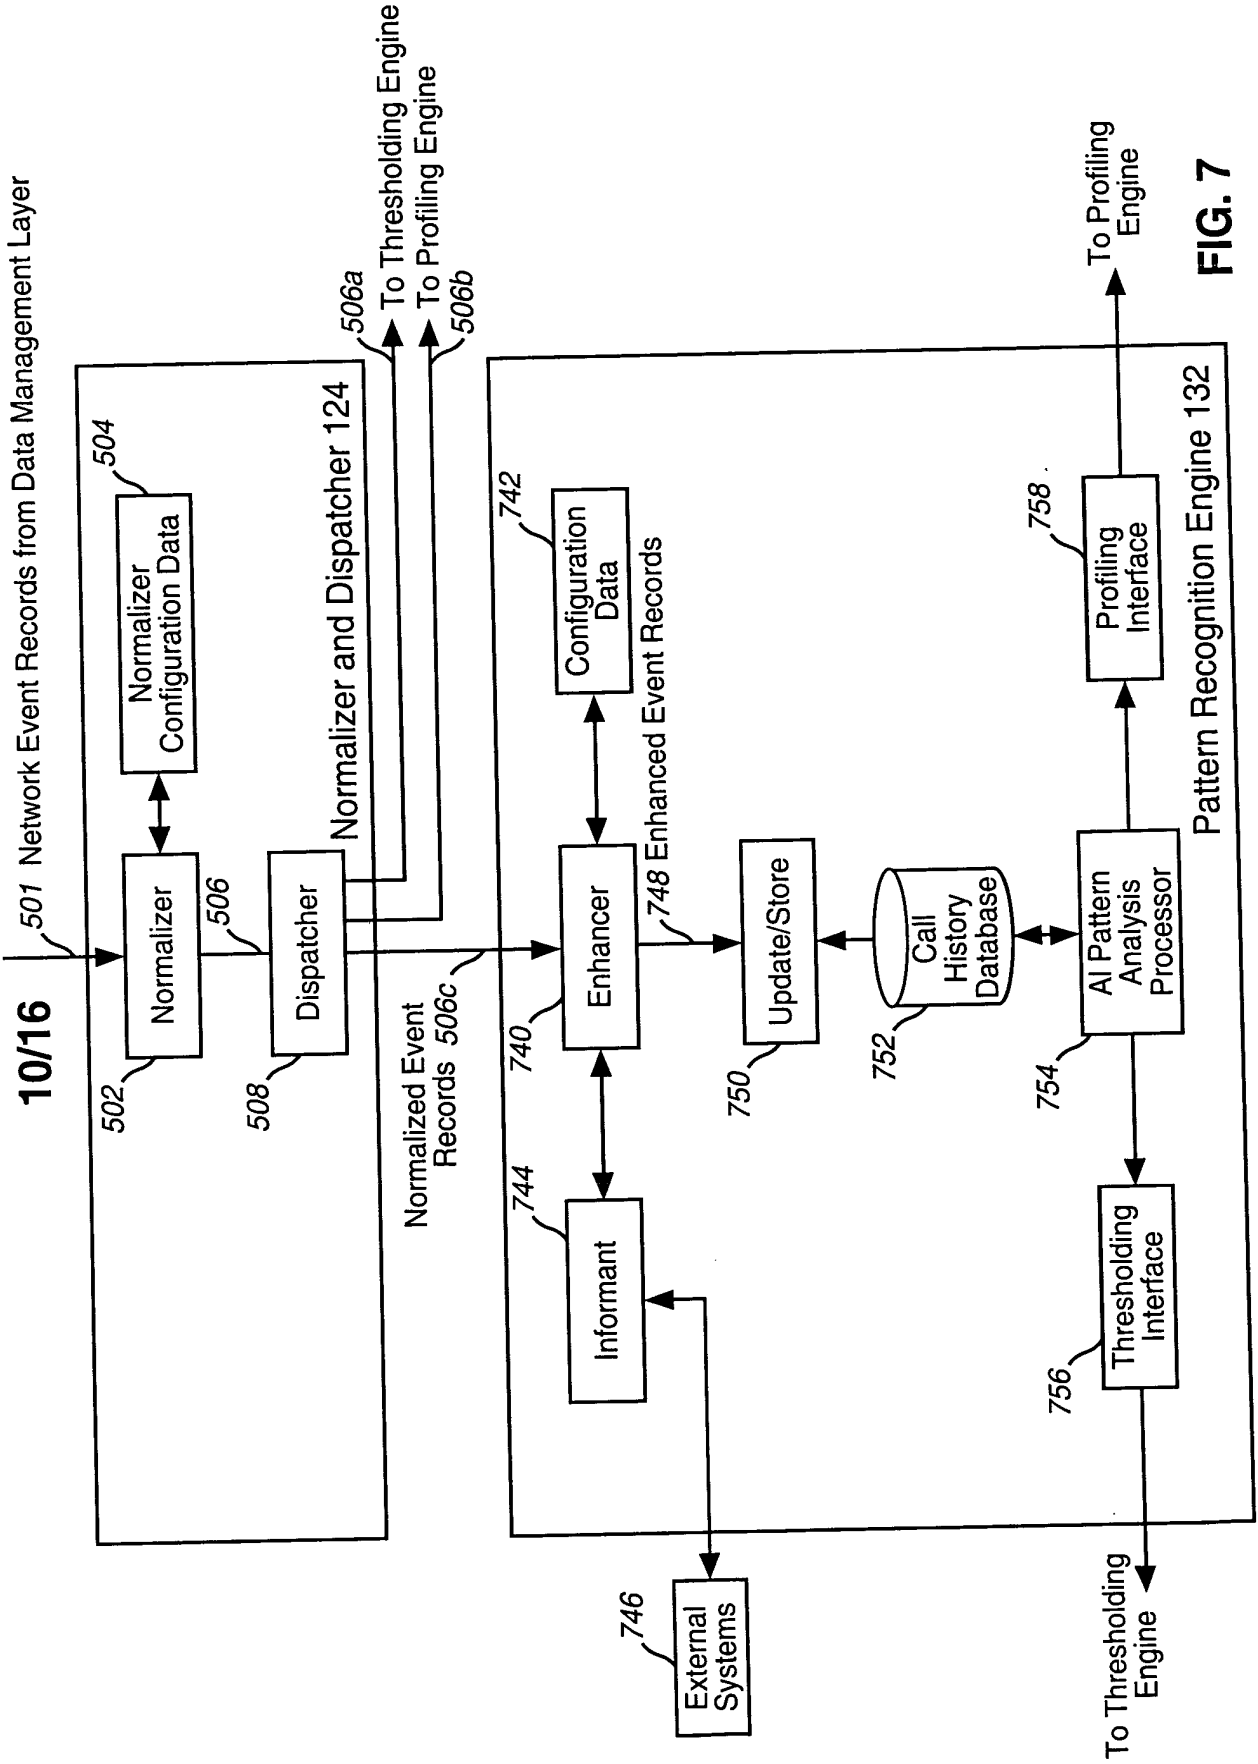 10/16
501 Network Event Records from Data Management Layer
502
Normalizer
504
Normalizer
Configuration Data
506
508
Dispatcher
Normalizer and Dispatcher 124
506a
To Thresholding Engine
To Profiling Engine
506b
Normalized Event
Records 506c
744
Informant
740
Enhancer
742
Configuration
Data
748 Enhanced Event Records
746
External
Systems
750
Update/Store
752
Call
History
Database
754
AI Pattern
Analysis
Processor
756
Thresholding
Interface
758
Profiling
Interface
To Thresholding
Engine
To Profiling
Engine
Pattern Recognition Engine 132
FIG. 7